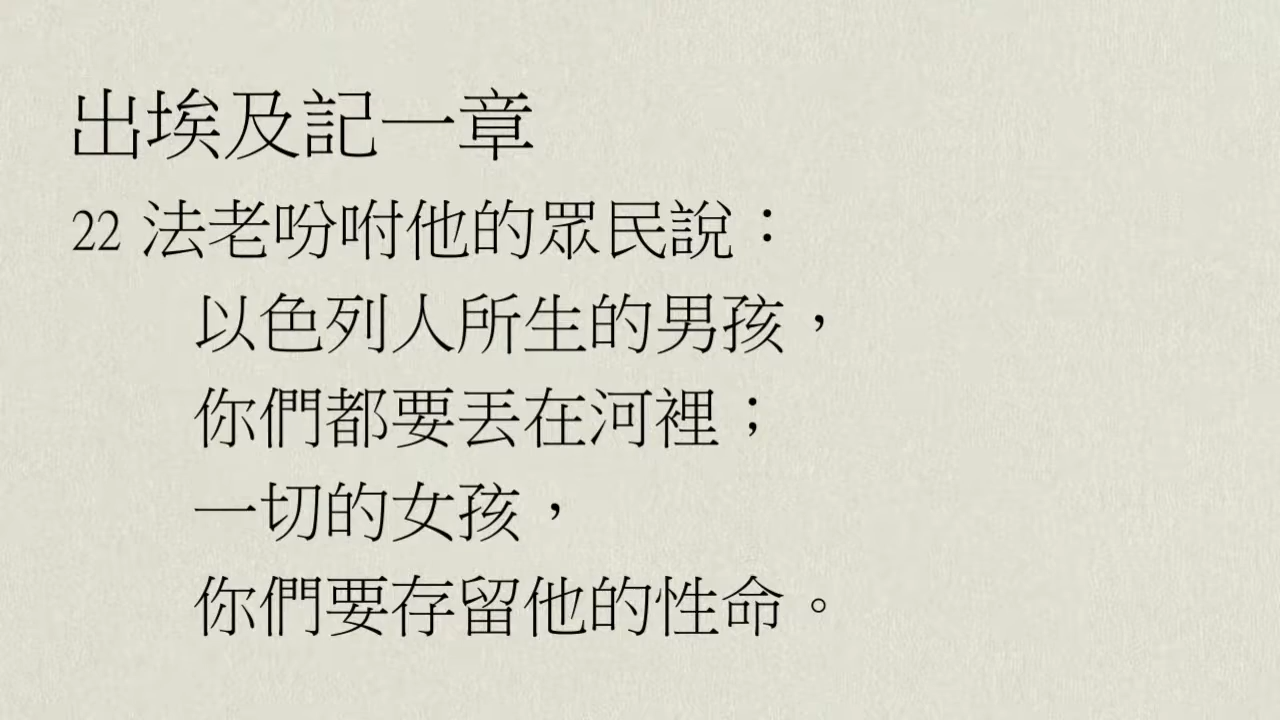 出埃及記一章
22 法老吩咐他的眾民說：
以色列人所生的男孩，
你們都要丟在河裡；
一切的女孩，
你們要存留他的性命。